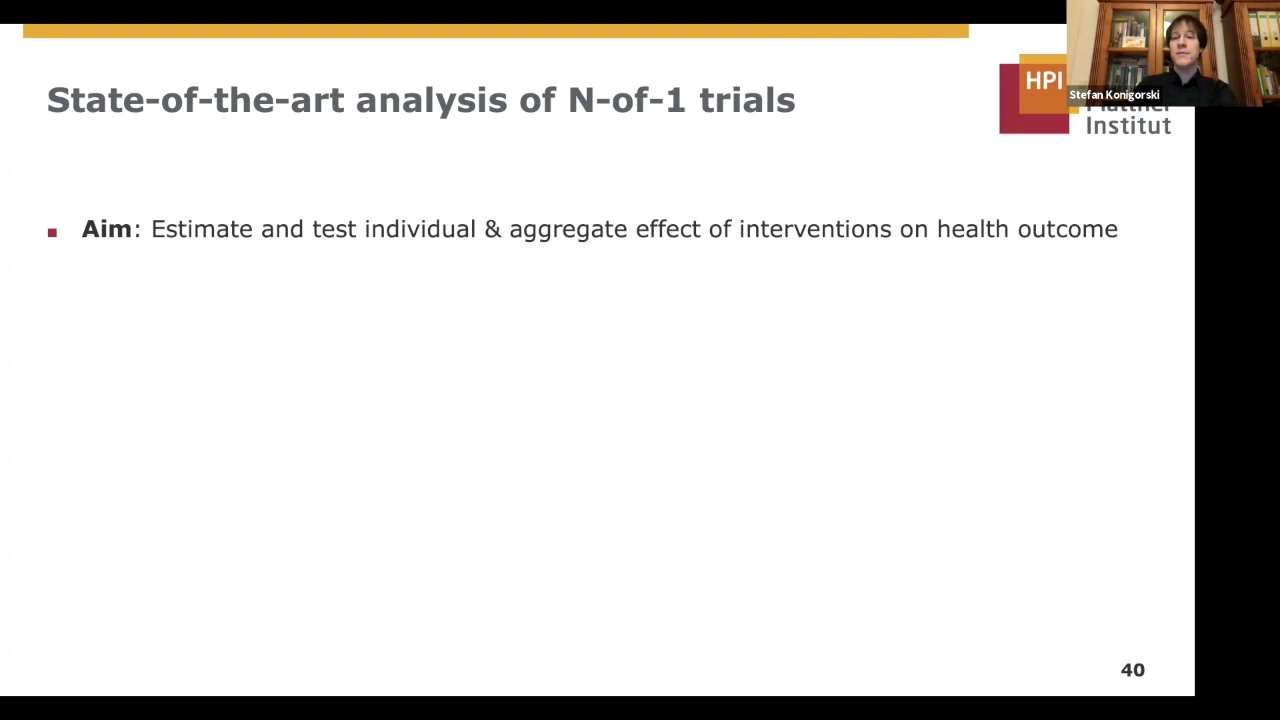 State-of-the-art analysis of N-of-1 trials
HPI
Stefan Konigorski
Institut
▪ Aim: Estimate and test individual & aggregate effect of interventions on health outcome
40